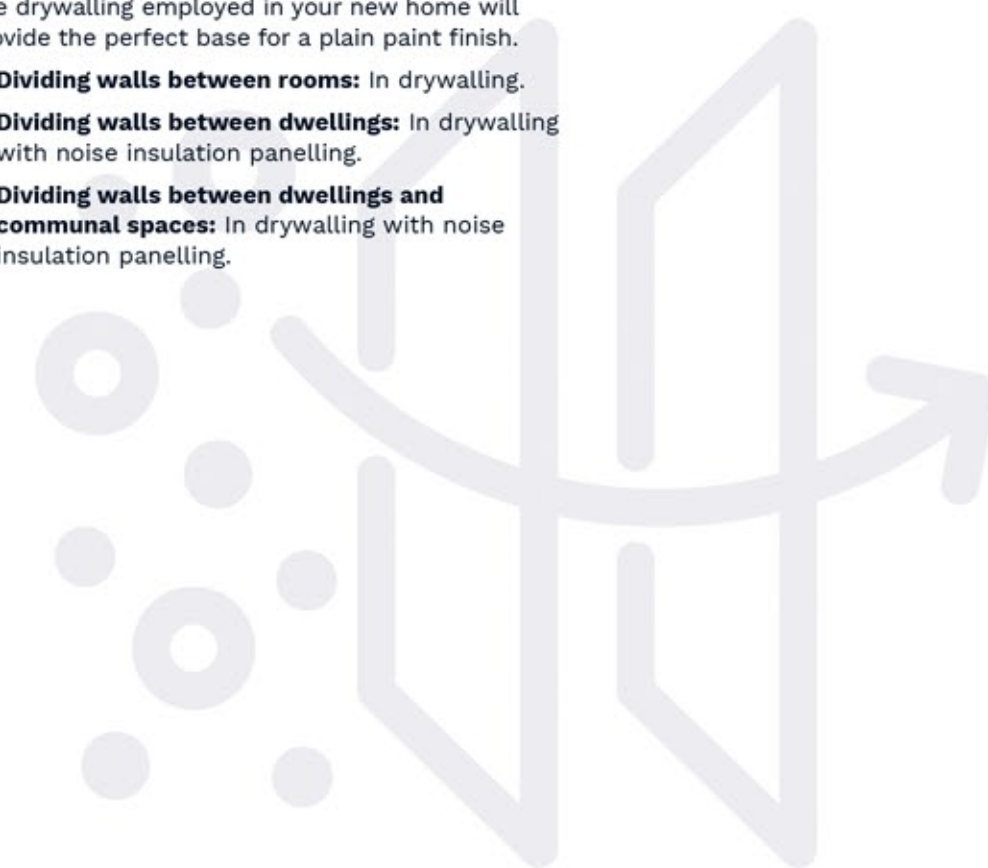 drywalling employed in your new home will
the perfect base for a plain paint finish.
Dividing walls between rooms: In drywalling.
Dividing walls between dwellings: In drywalling
with noise insulation panelling.
Dividing walls between dwellings and
communal spaces: In drywalling with noise
insulation panelling.